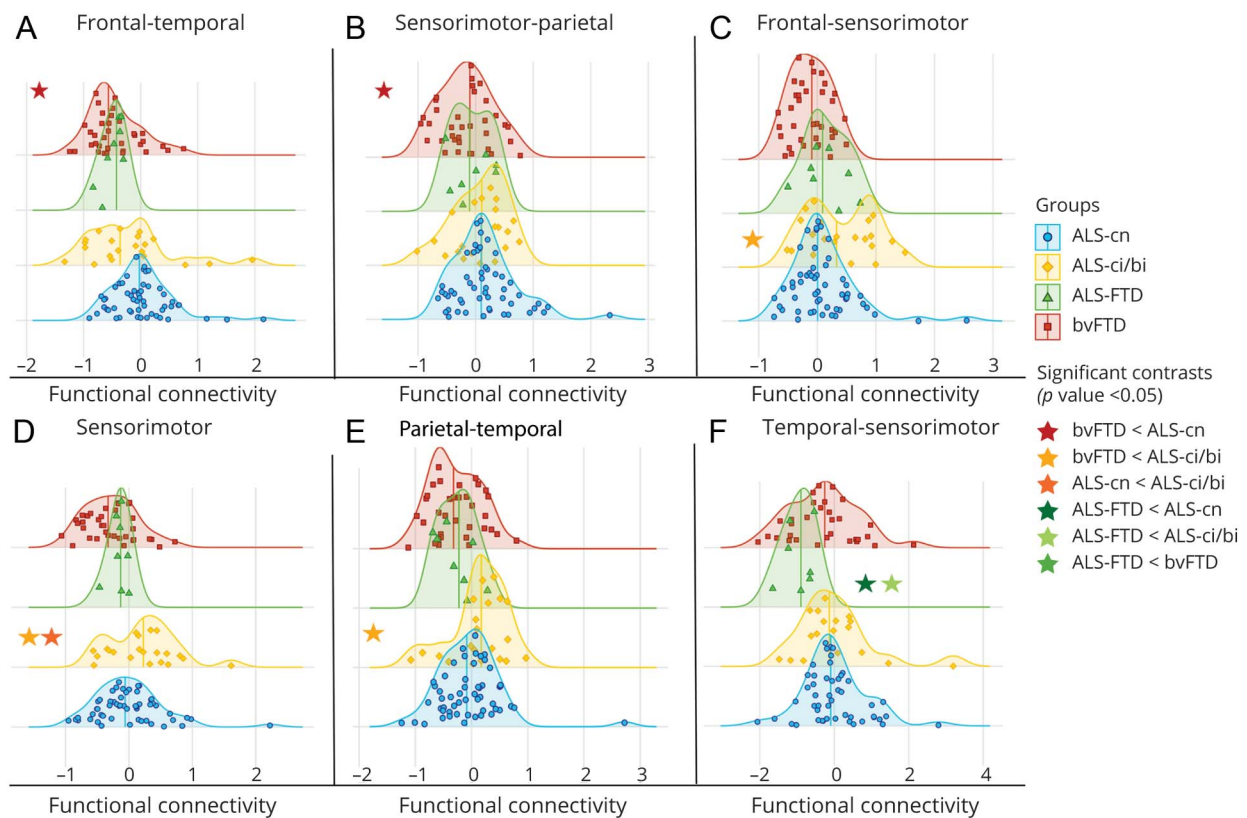 A Frontal-temporal
B Sensorimotor-parietal
C Frontal-sensorimotor
−2 −1 0 1 2
Functional connectivity
−1 0 1 2 3
Functional connectivity
−1 0 1 2 3
Functional connectivity
Groups
ALS-cn
ALS-ci/bi
ALS-FTD
bvFTD
Significant contrasts
(p value <0.05)
bvFTD < ALS-cn
bvFTD < ALS-ci/bi
ALS-cn < ALS-ci/bi
ALS-FTD < ALS-cn
ALS-FTD < ALS-ci/bi
ALS-FTD < bvFTD
D Sensorimotor
E Parietal-temporal
F Temporal-sensorimotor
−1 0 1 2
Functional connectivity
−2 −1 0 1 2 3
Functional connectivity
−2 0 2 4
Functional connectivity